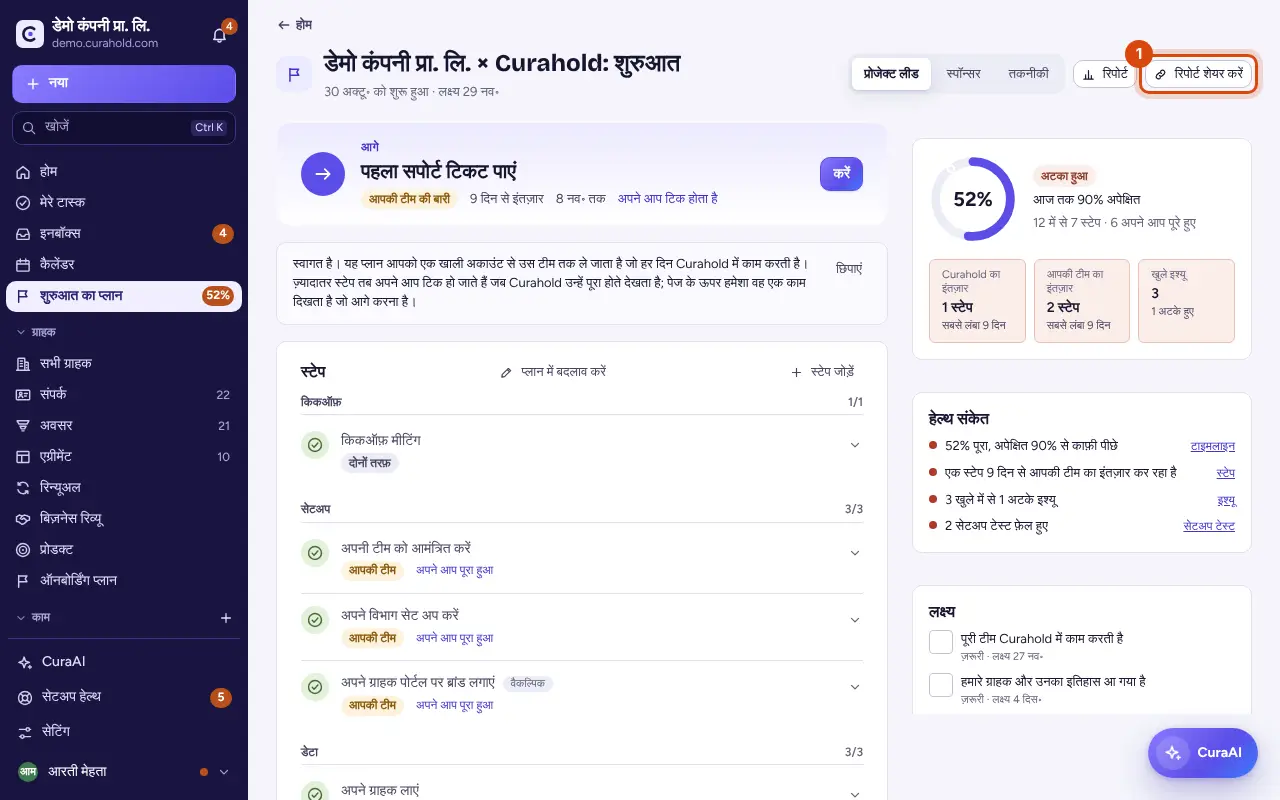 डेमो कंपनी प्रा. लि.
demo.curahold.com
4
+ नया
खोजें
Ctrl K
होम
मेरे टास्क
इनबॉक्स
4
कैलेंडर
शुरुआत का प्लान
52%
ग्राहक
सभी ग्राहक
संपर्क
22
अवसर
21
एग्रीमेंट
10
रिन्यूअल
बिज़नेस रिव्यू
प्रोडक्ट
ऑनबोर्डिंग प्लान
काम
CuraAI
सेटअप हेल्थ
5
सेटिंग
आम
आरती मेहता
← होम
डेमो कंपनी प्रा. लि. × Curahold: शुरुआत
30 अक्टू॰ को शुरू हुआ · लक्ष्य 29 नव॰
प्रोजेक्ट लीड
स्पॉन्सर
तकनीकी
रिपोर्ट
1
रिपोर्ट शेयर करें
आगे
पहला सपोर्ट टिकट पाएं
आपकी टीम की बारी
9 दिन से इंतज़ार
8 नव॰ तक
अपने आप टिक होता है
करें
स्वागत है। यह प्लान आपको एक खाली अकाउंट से उस टीम तक ले जाता है जो हर दिन Curahold में काम करती है।
ज़्यादातर स्टेप तब अपने आप टिक हो जाते हैं जब Curahold उन्हें पूरा होते देखता है; पेज के ऊपर हमेशा वह एक काम
दिखता है जो आगे करना है।
छिपाएं
स्टेप
प्लान में बदलाव करें
+ स्टेप जोड़ें
किकऑफ़
1/1
किकऑफ़ मीटिंग
दोनों तरफ़
सेटअप
3/3
अपनी टीम को आमंत्रित करें
आपकी टीम
अपने आप पूरा हुआ
अपने विभाग सेट अप करें
आपकी टीम
अपने आप पूरा हुआ
अपने ग्राहक पोर्टल पर ब्रांड लगाएं
वैकल्पिक
आपकी टीम
अपने आप पूरा हुआ
डेटा
3/3
अपने ग्राहक लाएं
52%
अटका हुआ
आज तक 90% अपेक्षित
12 में से 7 स्टेप · 6 अपने आप पूरे हुए
Curahold का
इंतज़ार
1 स्टेप
सबसे लंबा 9 दिन
आपकी टीम का
इंतज़ार
2 स्टेप
सबसे लंबा 9 दिन
खुले इश्यू
3
1 अटके हुए
हेल्थ संकेत
52% पूरा, अपेक्षित 90% से काफ़ी पीछे
टाइमलाइन
एक स्टेप 9 दिन से आपकी टीम का इंतज़ार कर रहा है
स्टेप
3 खुले में से 1 अटके इश्यू
इश्यू
2 सेटअप टेस्ट फ़ेल हुए
सेटअप टेस्ट
लक्ष्य
पूरी टीम Curahold में काम करती है
ज़रूरी · लक्ष्य 27 नव॰
हमारे ग्राहक और उनका इतिहास आ गया है
ज़रूरी · लक्ष्य 4 दिस॰
CuraAI